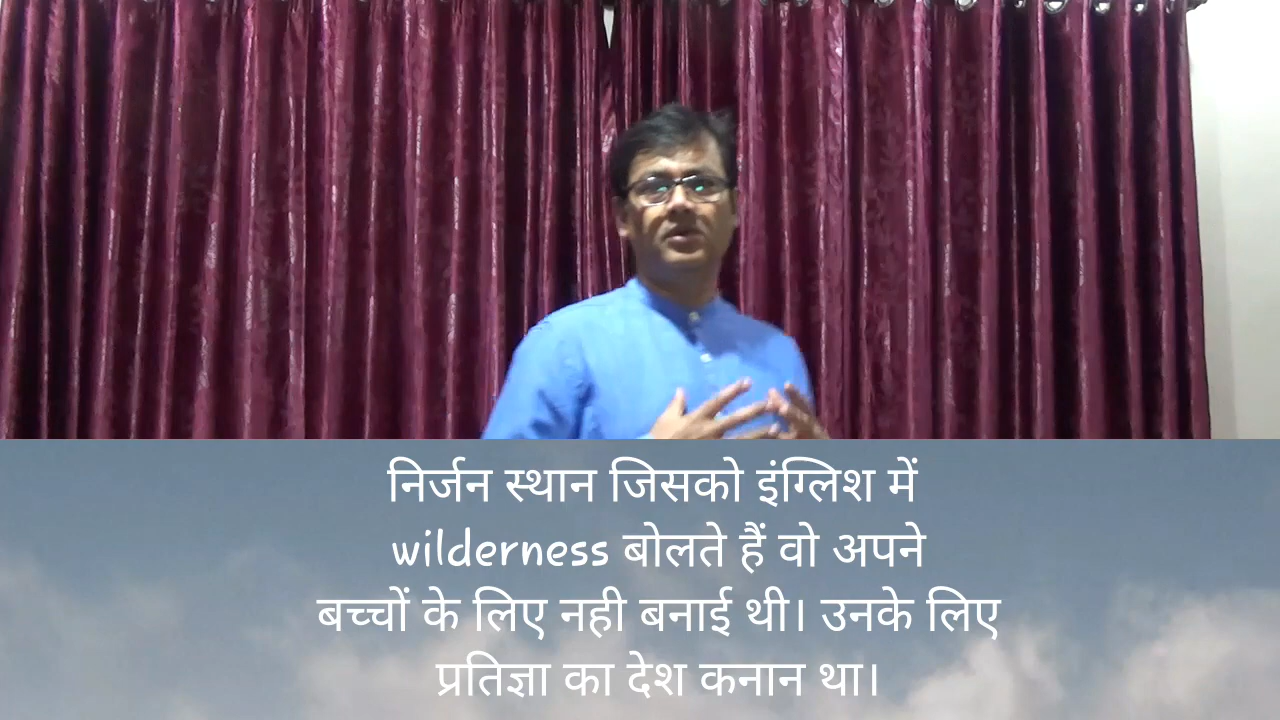 निर्जन स्थान जिसको इंग्लिश में
wilderness बोलते हैं वो अपने
बच्चों के लिए नही बनाई थी। उनके लिए
प्रतिज्ञा का देश कनान था।